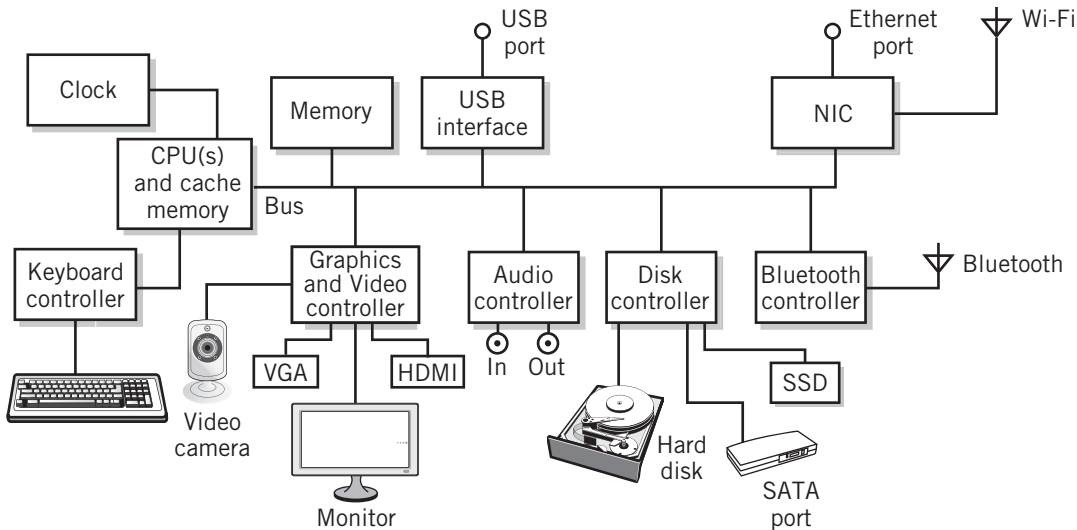 USB
port
Ethernet
port
Wi-Fi
Clock
Memory
USB
interface
NIC
CPU(s)
and cache
memory
Bus
Keyboard
controller
Graphics
and Video
controller
Audio
controller
Disk
controller
Bluetooth
controller
Bluetooth
VGA
HDMI
In
Out
SSD
Video
camera
Monitor
Hard
disk
SATA
port